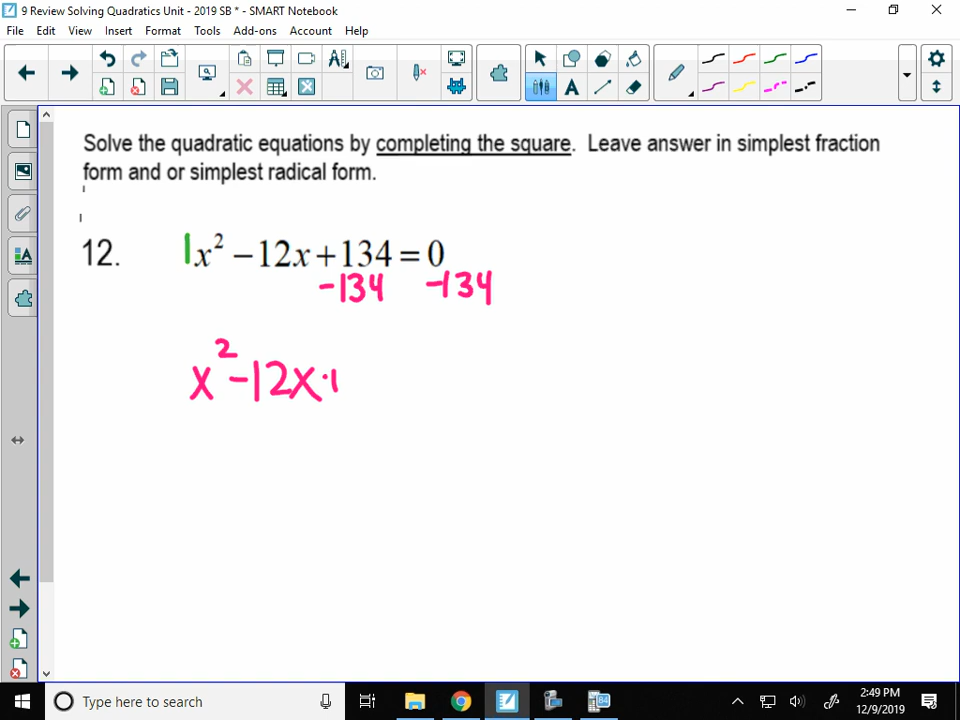 9 Review Solving Quadratics Unit - 2019 SB * - SMART Notebook
File Edit View Insert Format Tools Add-ons Account Help
Solve the quadratic equations by completing the square. Leave answer in simplest fraction
form and or simplest radical form.
12. 1x² − 12x + 134 = 0
-134 -134
x² - 12x
Type here to search
2:49 PM
12/9/2019